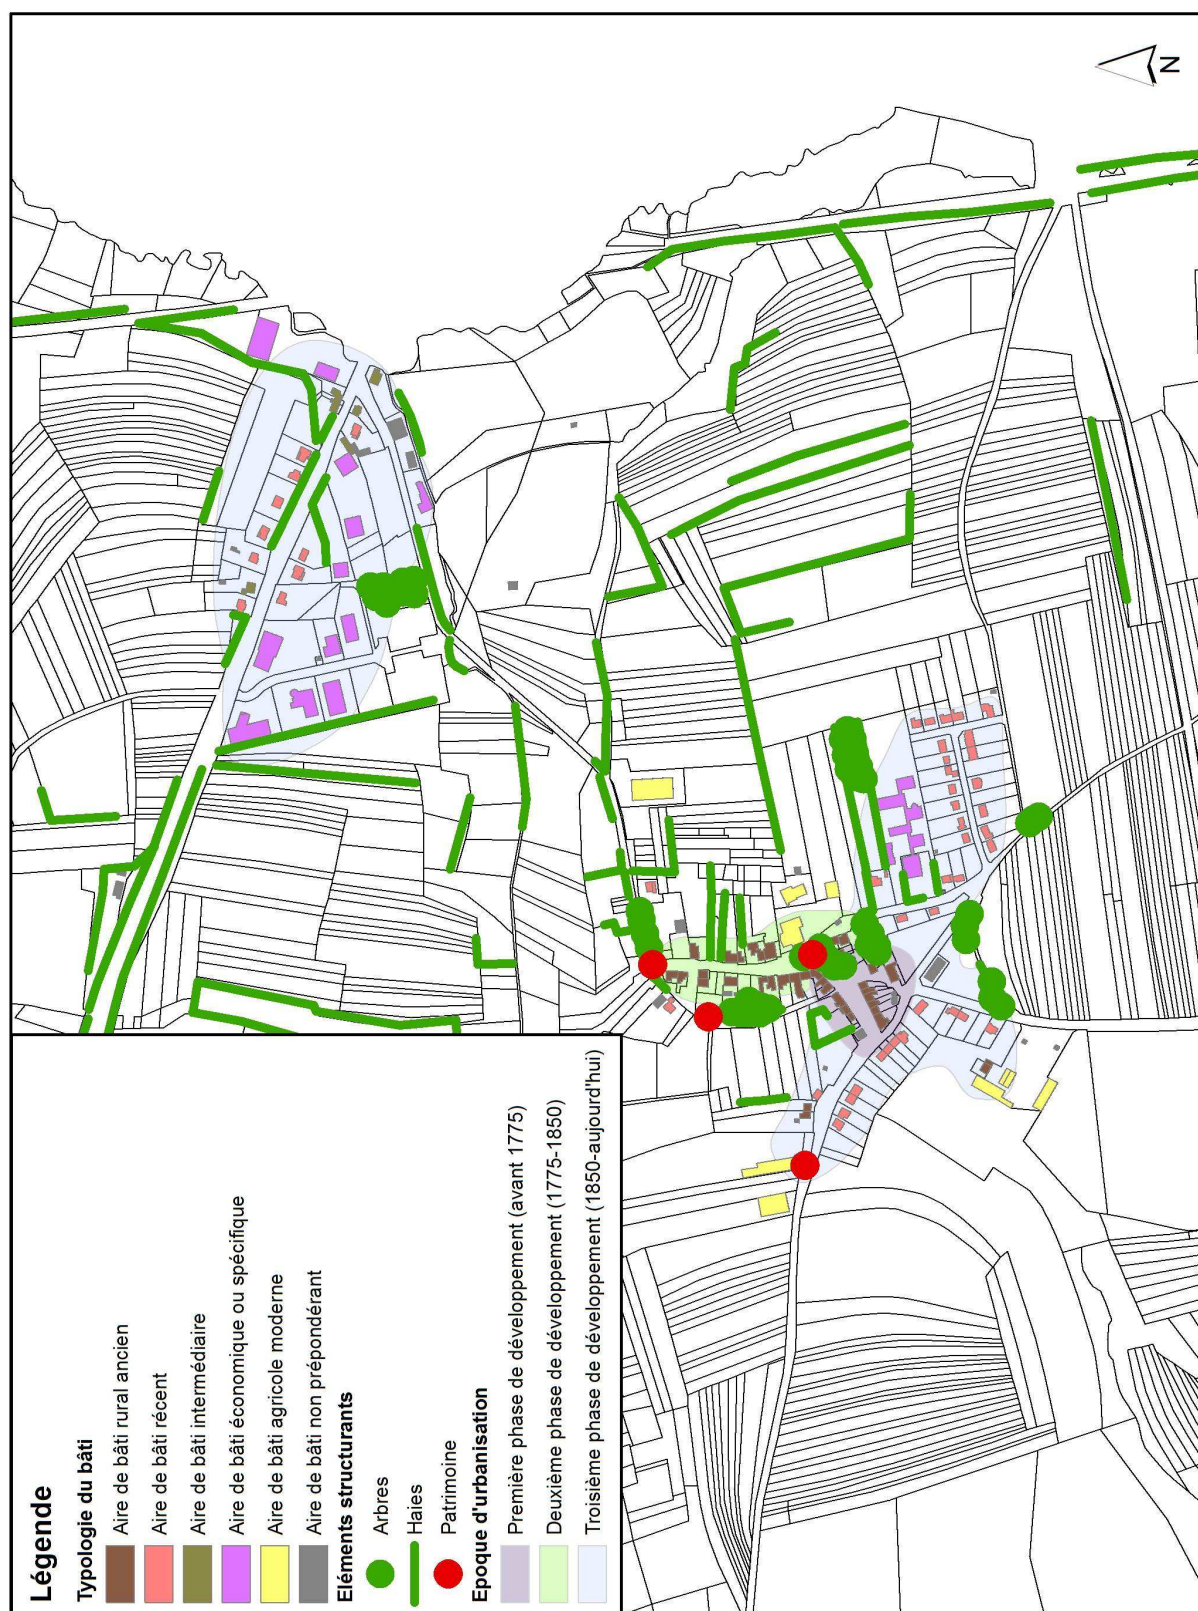 Légende
Typologie du bâti
Aire de bâti rural ancien
Aire de bâti récent
Aire de bâti intermédiaire
Aire de bâti économique ou spécifique
Aire de bâti agricole moderne
Aire de bâti non prépondérant
Eléments structurants
Arbres
Haies
Patrimoine
Epoque d'urbanisation
Première phase de développement (avant 1775)
Deuxième phase de développement (1775-1850)
Troisième phase de développement (1850-aujourd'hui)
N